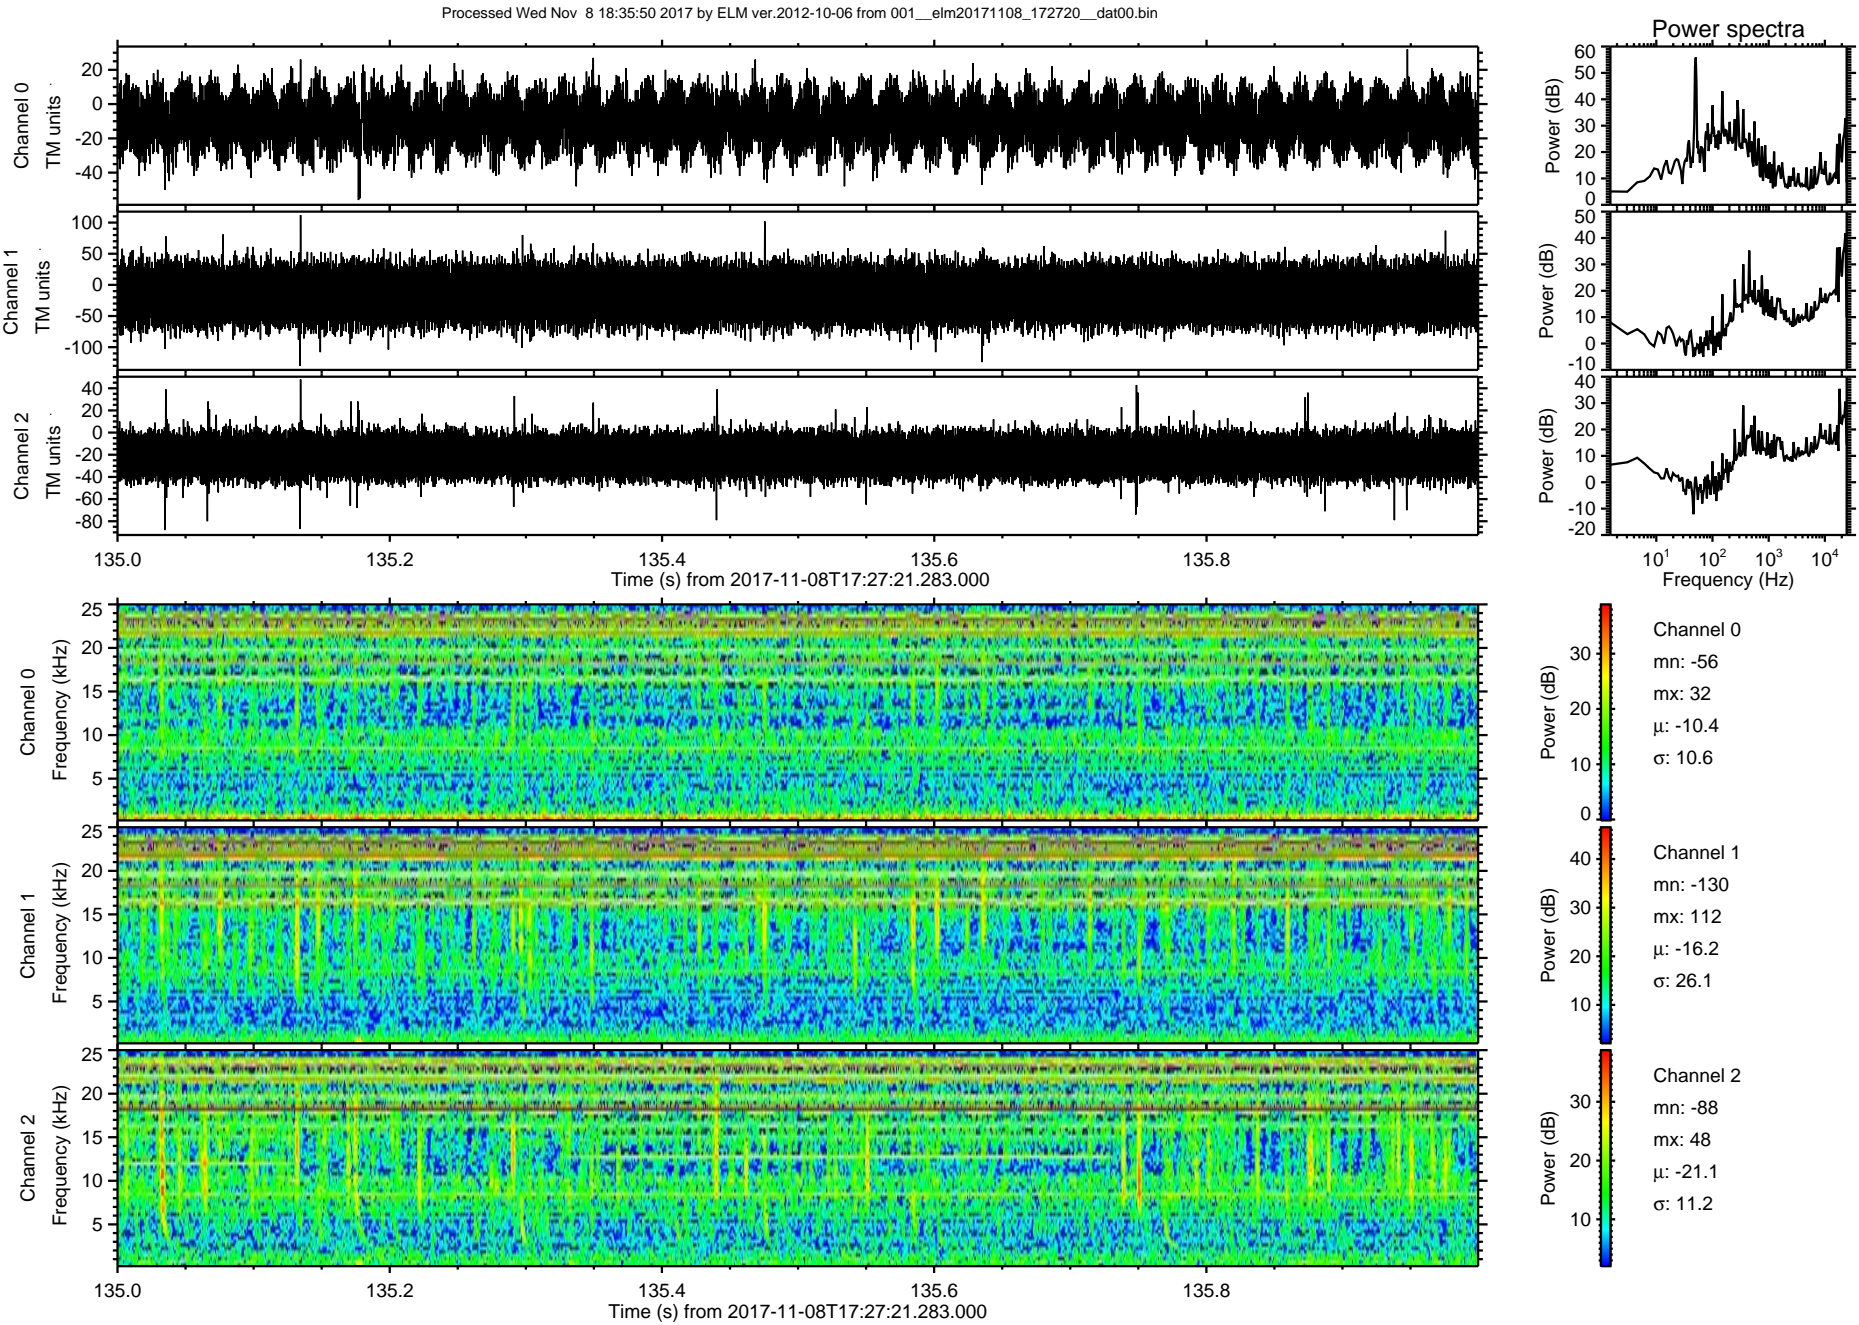 Processed Wed Nov  8 18:35:50 2017 by ELM ver.2012-10-06 from 001__elm20171108_172720__dat00.bin
Power spectra
Channel 0
TM units
20
0
-20
-40
Power (dB)
60
50
40
30
20
10
0
Channel 1
TM units
100
50
0
-50
-100
Power (dB)
50
40
30
20
10
0
-10
Channel 2
TM units
40
20
0
-20
-40
-60
-80
Power (dB)
40
30
20
10
0
-10
-20
135.0
135.2
135.4
135.6
135.8
Time (s) from 2017-11-08T17:27:21.283.000
10^1
10^2
10^3
10^4
Frequency (Hz)
Channel 0
Frequency (kHz)
25
20
15
10
5
Power (dB)
30
20
10
0
Channel 0
mn: -56
mx: 32
μ: -10.4
σ: 10.6
Channel 1
Frequency (kHz)
25
20
15
10
5
Power (dB)
40
30
20
10
Channel 1
mn: -130
mx: 112
μ: -16.2
σ: 26.1
Channel 2
Frequency (kHz)
25
20
15
10
5
Power (dB)
30
20
10
Channel 2
mn: -88
mx: 48
μ: -21.1
σ: 11.2
135.0
135.2
135.4
135.6
135.8
Time (s) from 2017-11-08T17:27:21.283.000